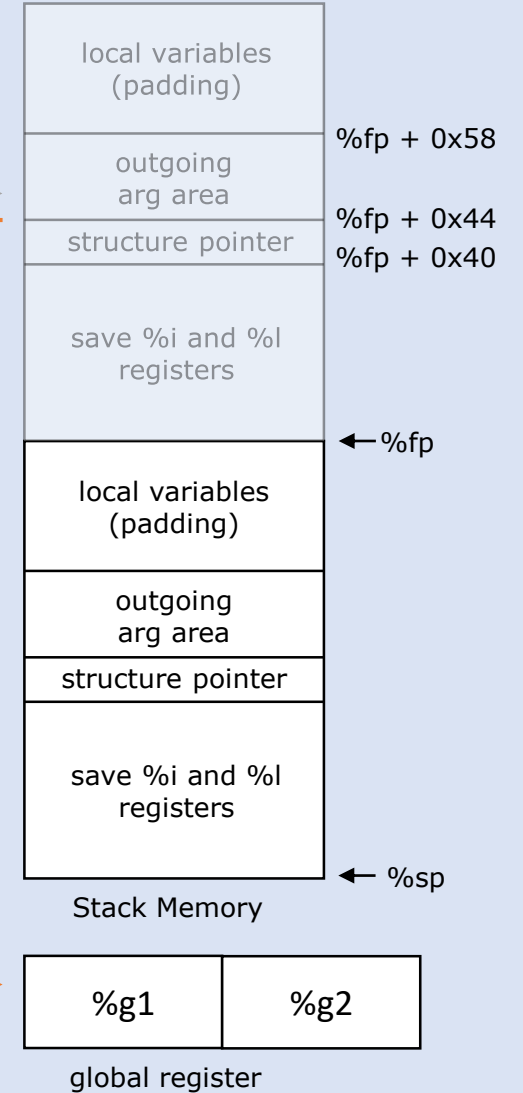 local variables
(padding)
%fp + 0x58
outgoing
arg area
%fp + 0x44
structure pointer
%fp + 0x40
save %i and %l
registers
%fp
local variables
(padding)
outgoing
arg area
structure pointer
save %i and %l
registers
%sp
Stack Memory
%g1 %g2
global register